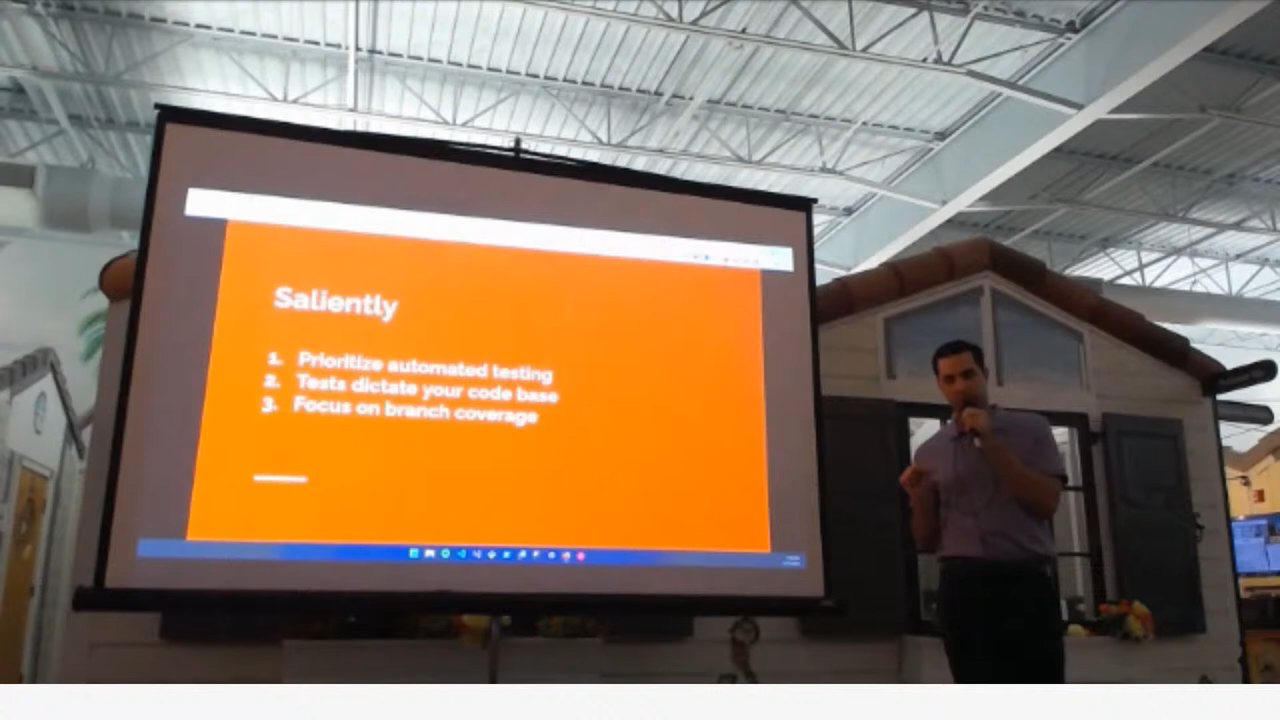 Saliently
1. Prioritize automated testing
2. Tests dictate your code base
3. Focus on branch coverage